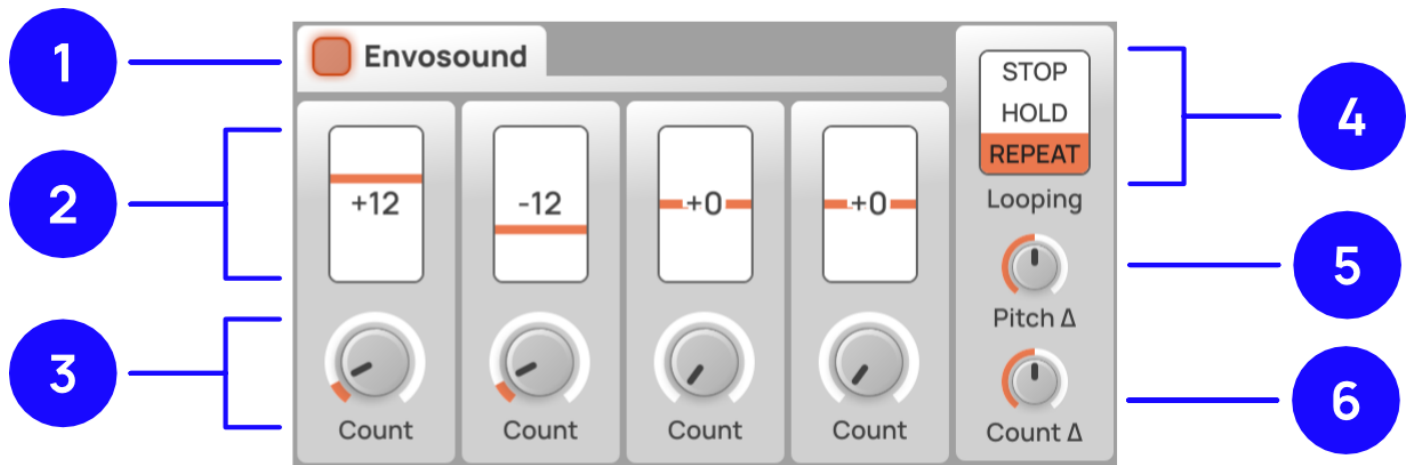 1
Envosound
2
+12
-12
+0
+0
3
Count
Count
Count
Count
STOP
HOLD
REPEAT
Looping
4
Pitch Δ
5
Count Δ
6